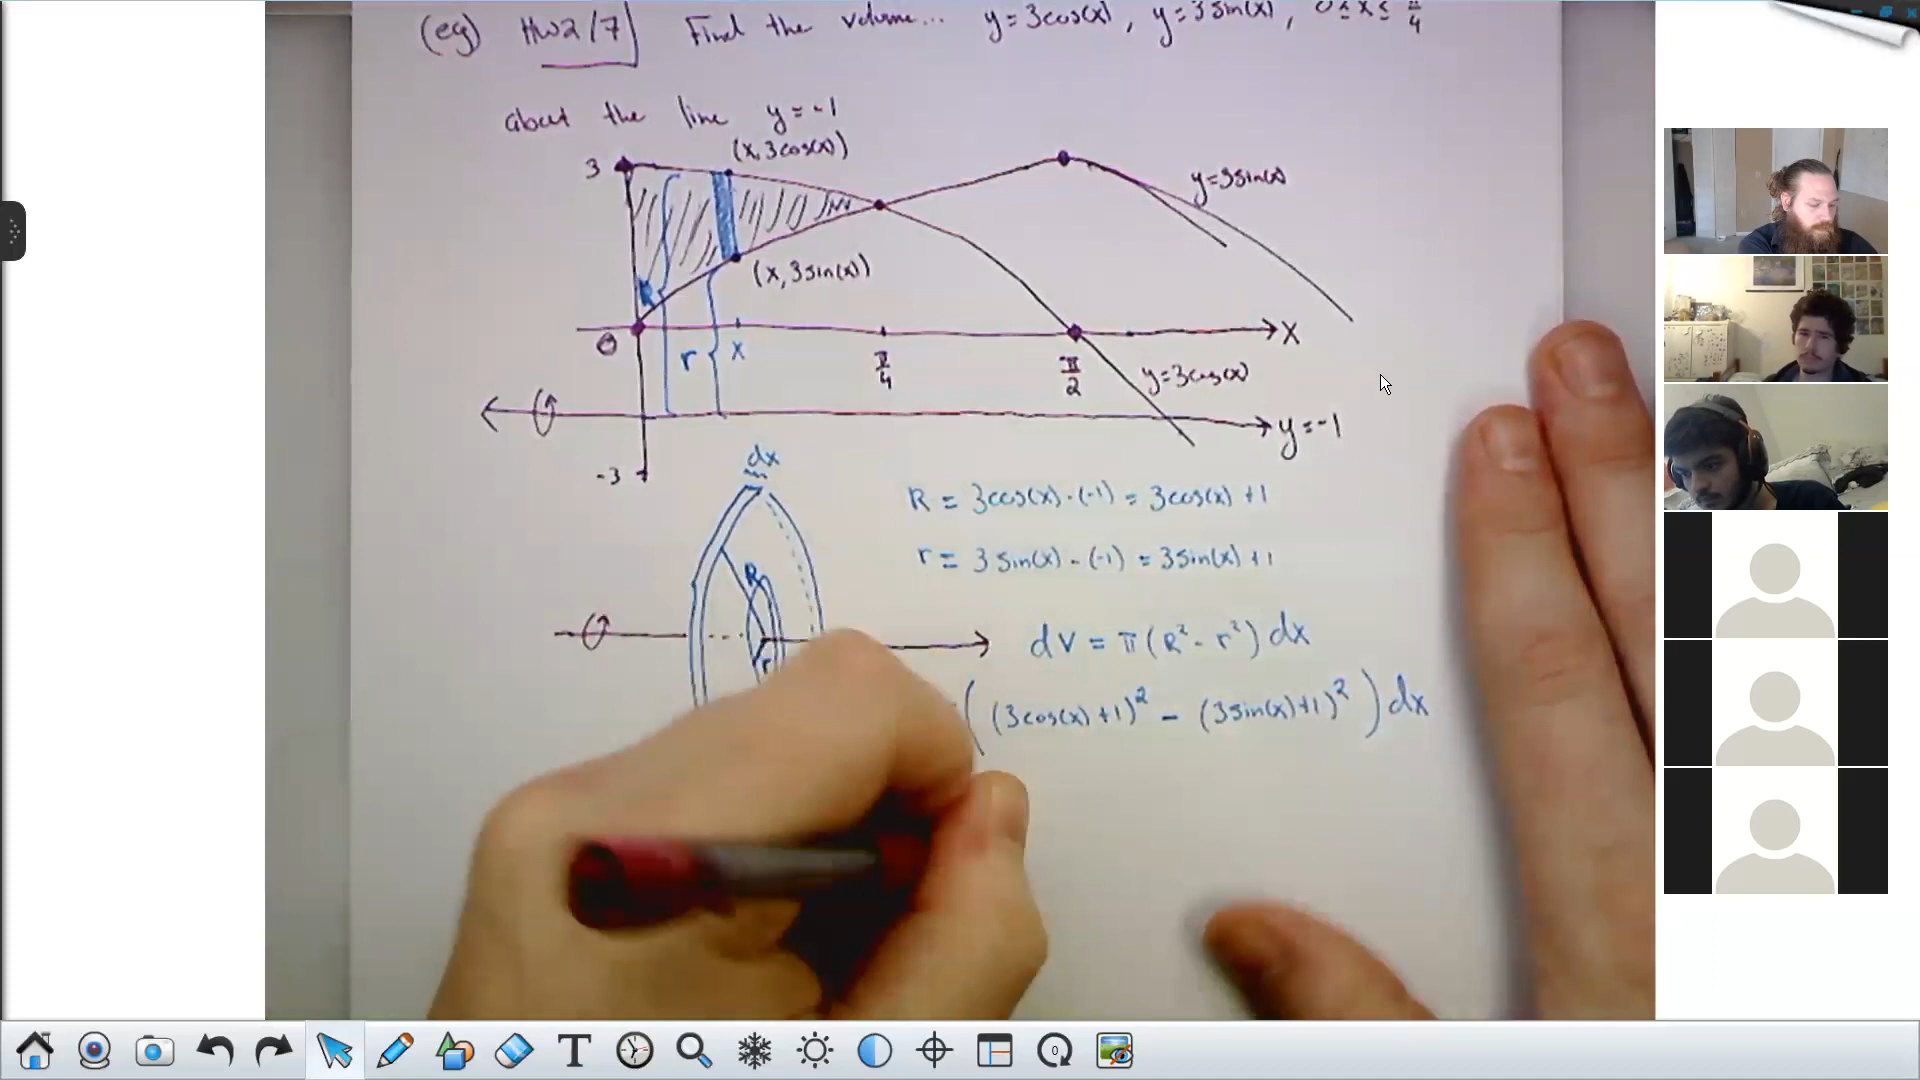 (eg) HW2/7 Find the volume... y=3cos(x), y=3sin(x), 0≤x≤π/4
about the line y=-1
(x,3cos(x))
3
y=3sin(x)
R
(x,3sin(x))
0
r
x
π/4
π/2
X
y=3cos(x)
y=-1
-3
dx
R = 3cos(x)-(-1) = 3cos(x)+1
r = 3sin(x)-(-1) = 3sin(x)+1
R
r
dV = π(R²-r²)dx
((3cos(x)+1)² - (3sin(x)+1)²)dx
T
0